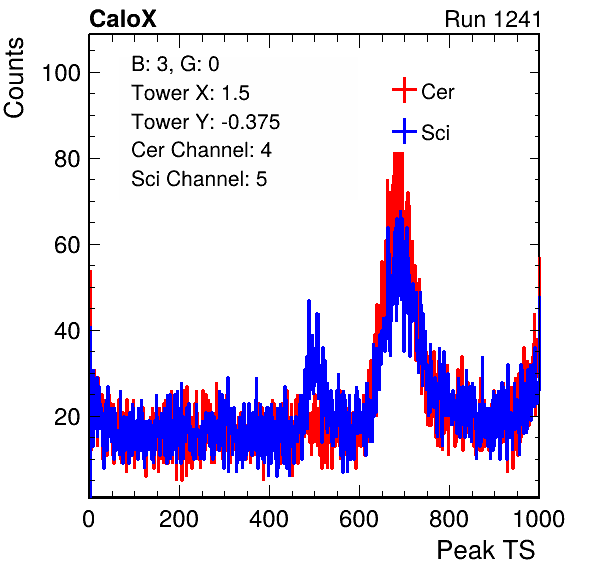 CaloX
Run 1241
Counts
B: 3, G: 0
Tower X: 1.5
Tower Y: -0.375
Cer Channel: 4
Sci Channel: 5
Cer
Sci
100
80
60
40
20
0 200 400 600 800 1000
Peak TS